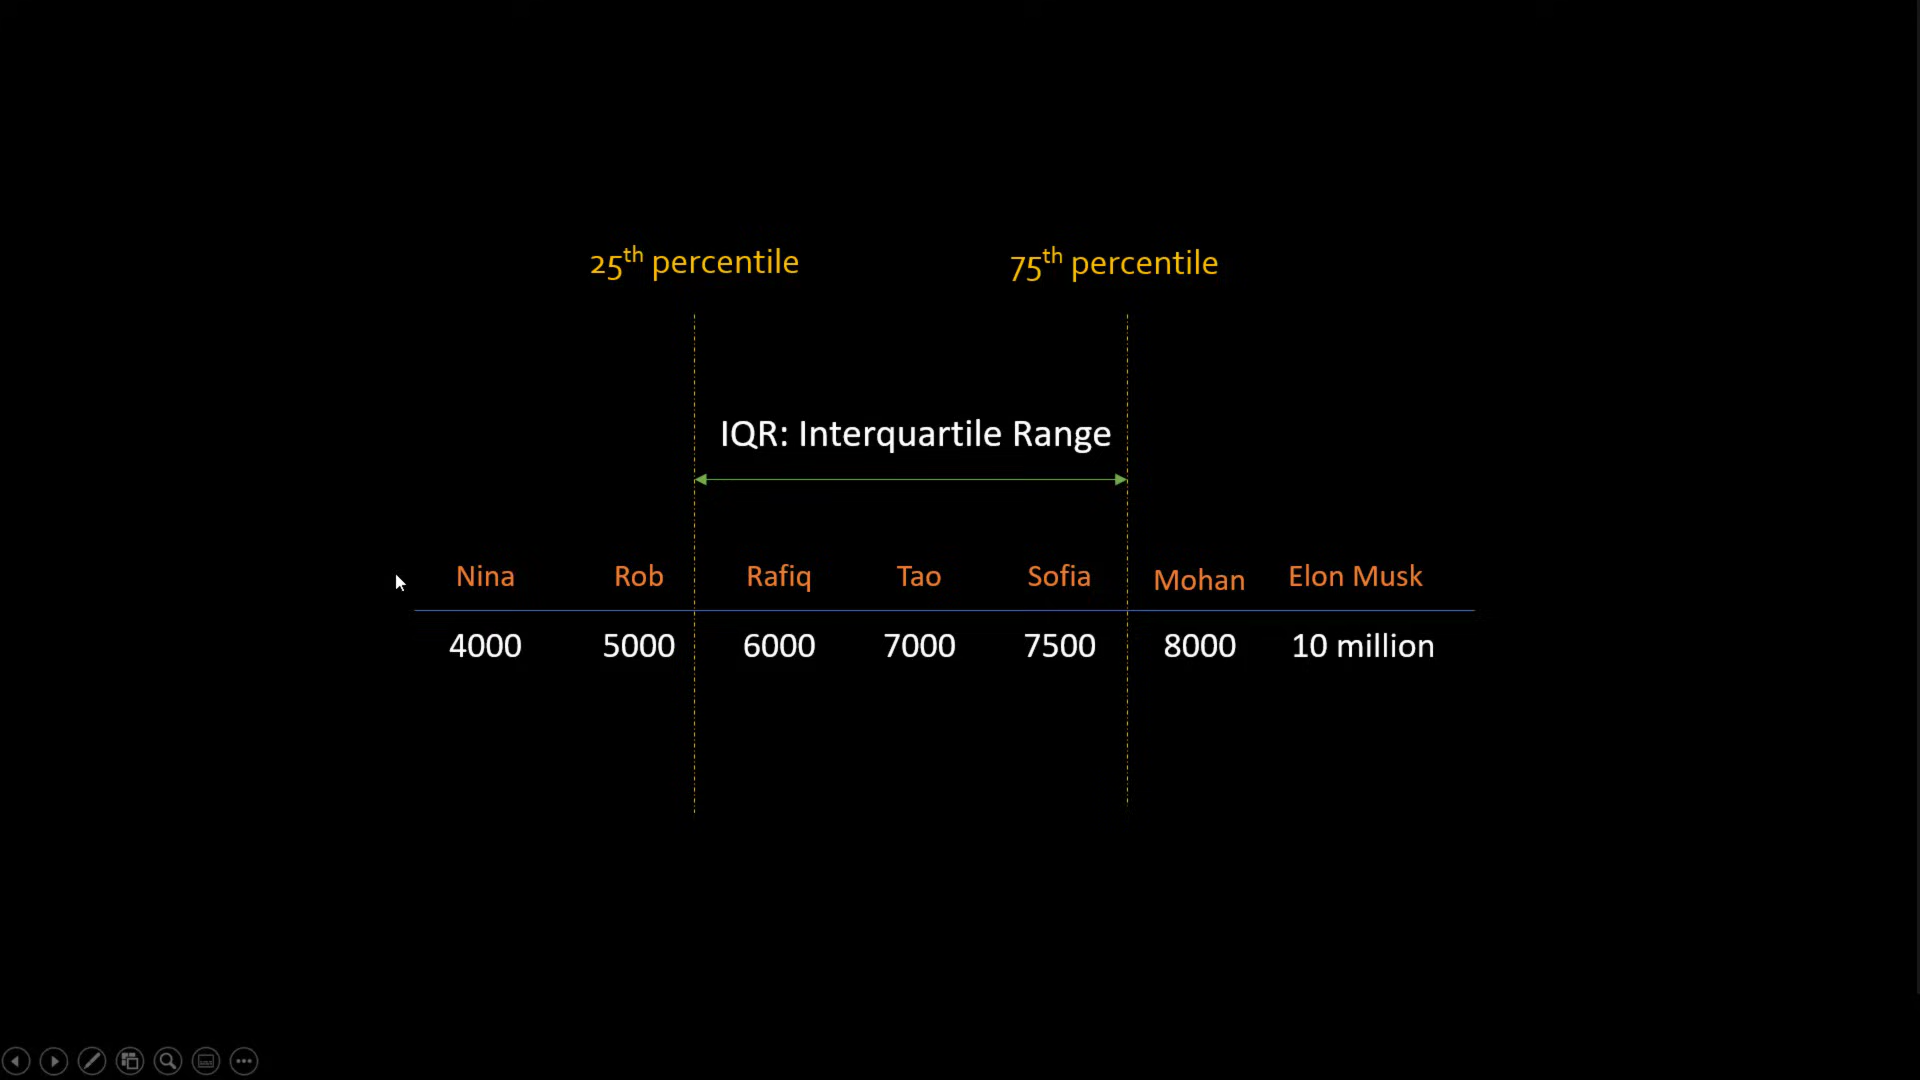 25th percentile
75th percentile
IQR: Interquartile Range
Nina Rob Rafiq Tao Sofia Mohan Elon Musk
4000 5000 6000 7000 7500 8000 10 million